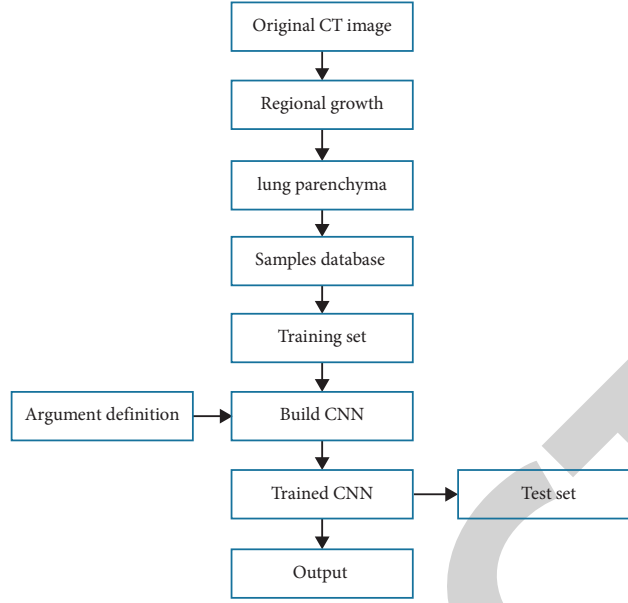 Original CT image
Regional growth
lung parenchyma
Samples database
Training set
Argument definition
Build CNN
Trained CNN
Test set
Output